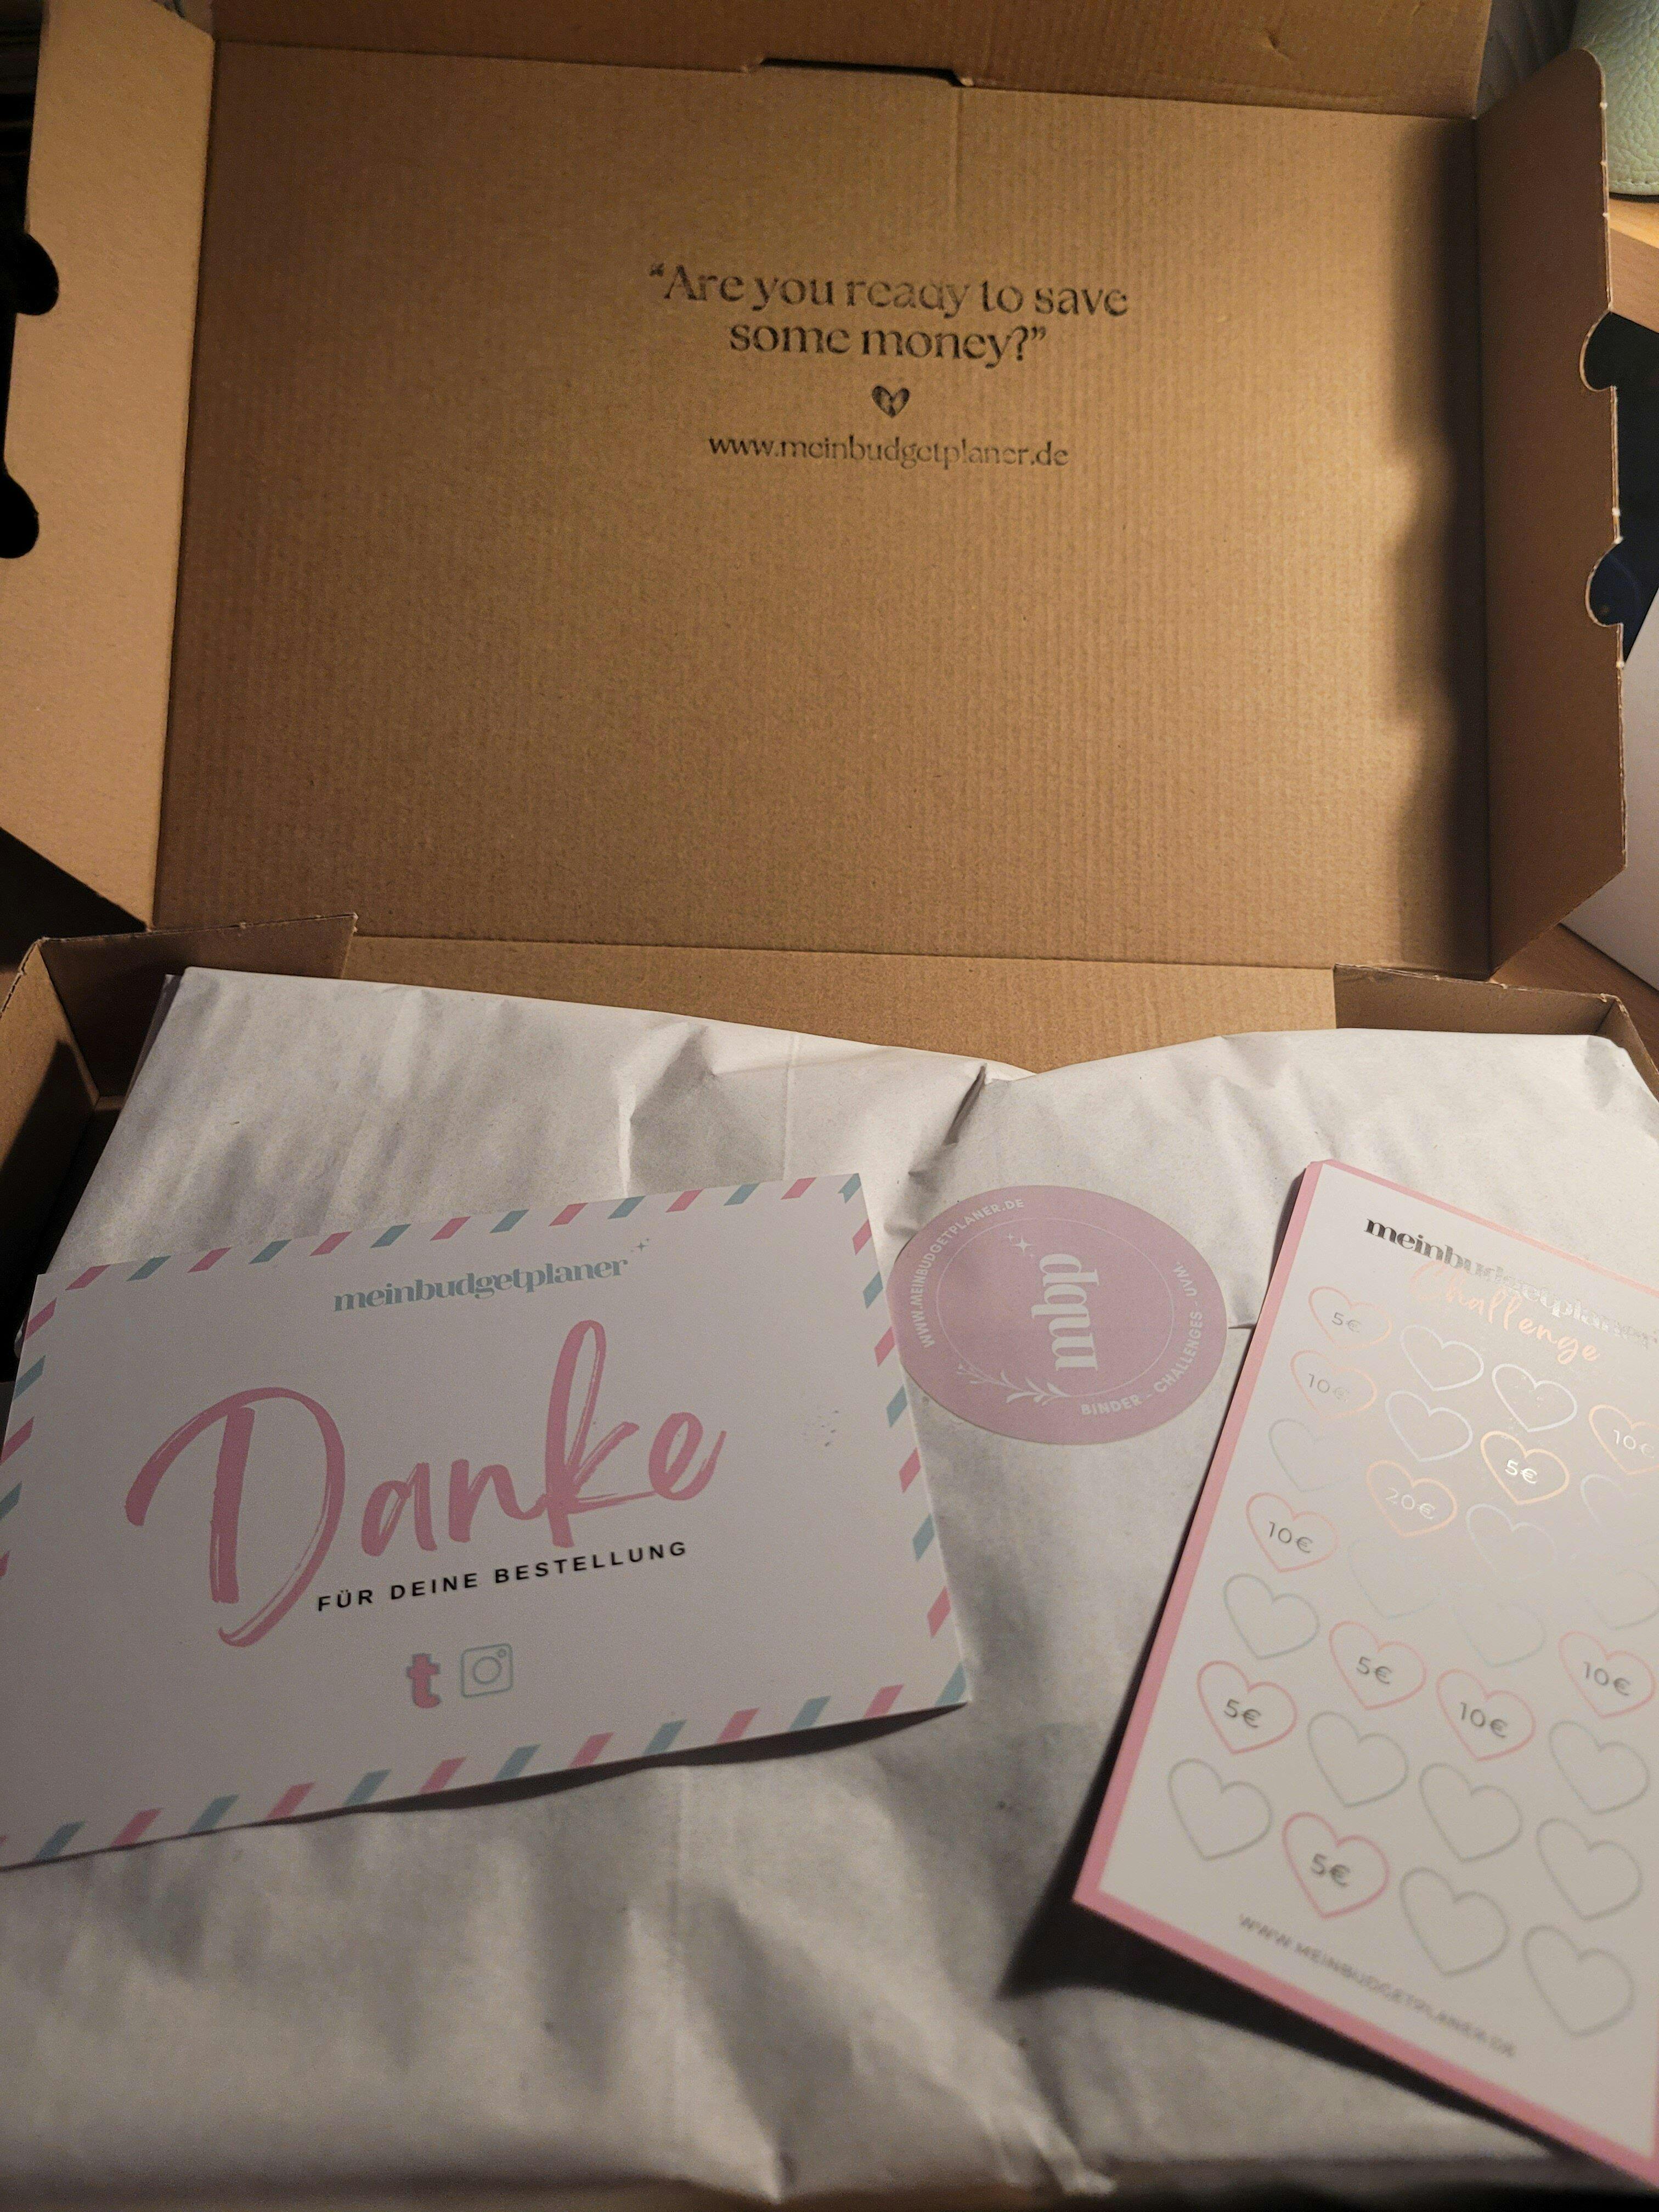 “Are you ready to save
some money?”
www.meinbudgetplaner.de
meinbudgetplaner
Danke
FÜR DEINE BESTELLUNG
t
WWW.MEINBUDGETPLANER.DE
mbp
BINDER - CHALLENGES - UVM.
meinbudgetplaner
Challenge
5€
10€
10€
5€
20€
10€
5€
10€
5€
10€
5€
WWW.MEINBUDGETPLANER.DE